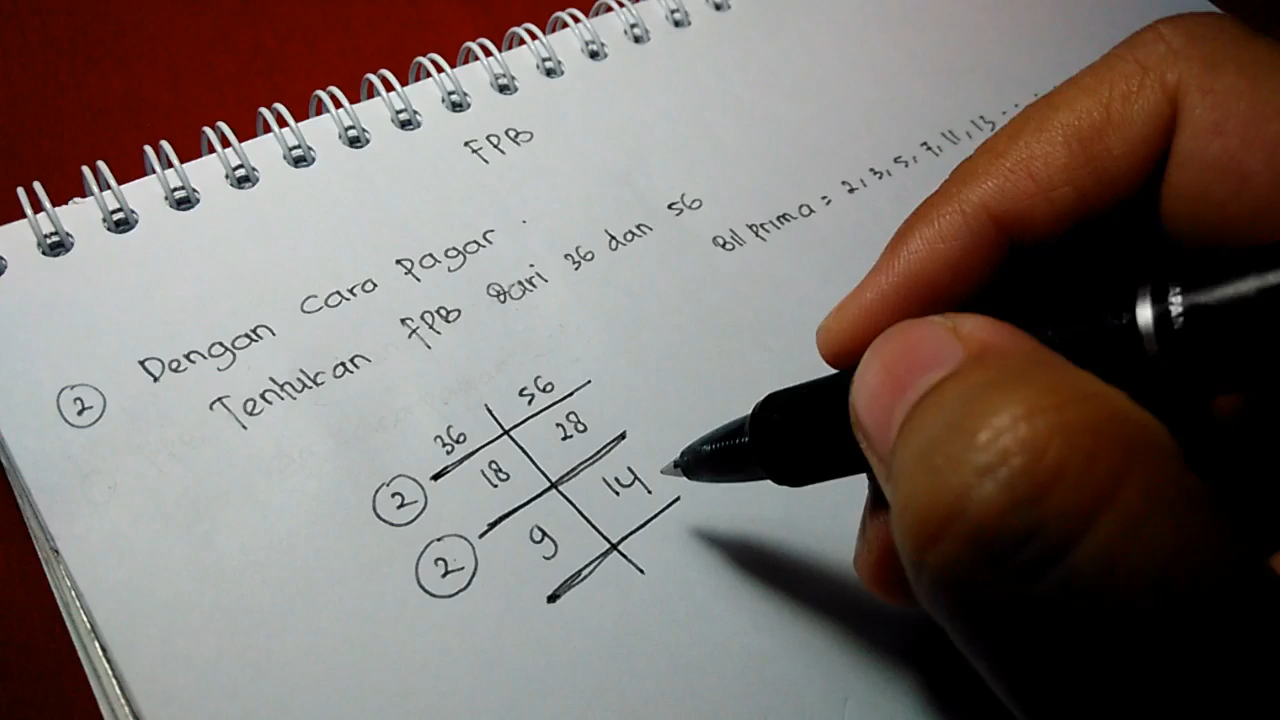 FPB
② Dengan cara pagar.
Tentukan FPB dari 36 dan 56
Bil prima = 2, 3, 5, 7, 11, 13 ....
36 56
② 18 28
② 9 14